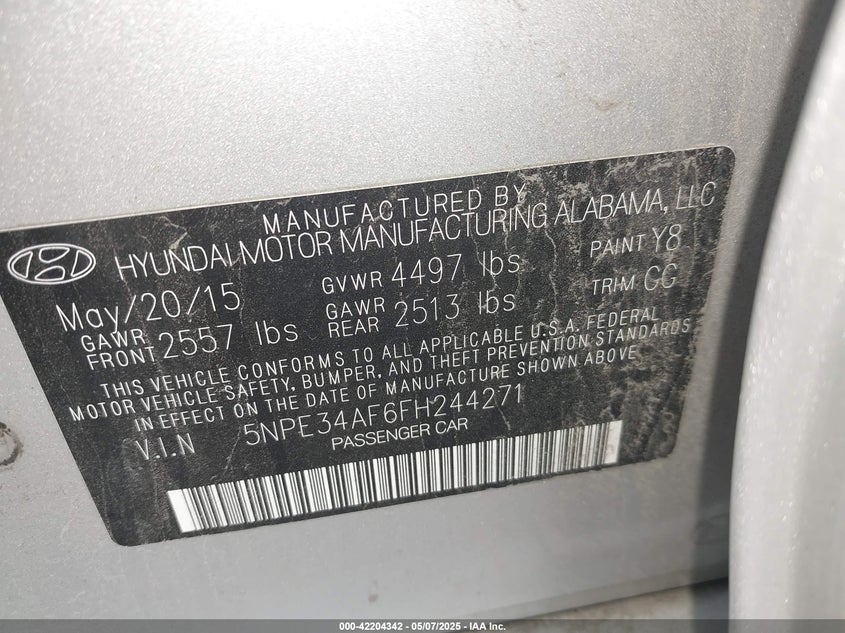 MANUFACTURED BY
HYUNDAI MOTOR MANUFACTURING ALABAMA, LLC
May/20/15 GVWR 4497 lbs PAINT Y8
GAWR FRONT 2557 lbs GAWR REAR 2513 lbs TRIM CG
THIS VEHICLE CONFORMS TO ALL APPLICABLE U.S.A. FEDERAL
MOTOR VEHICLE SAFETY, BUMPER, AND THEFT PREVENTION STANDARDS
IN EFFECT ON THE DATE OF MANUFACTURE SHOWN ABOVE
V.I.N 5NPE34AF6FH244271
PASSENGER CAR
000-42204342 - 05/07/2025 - IAA Inc.